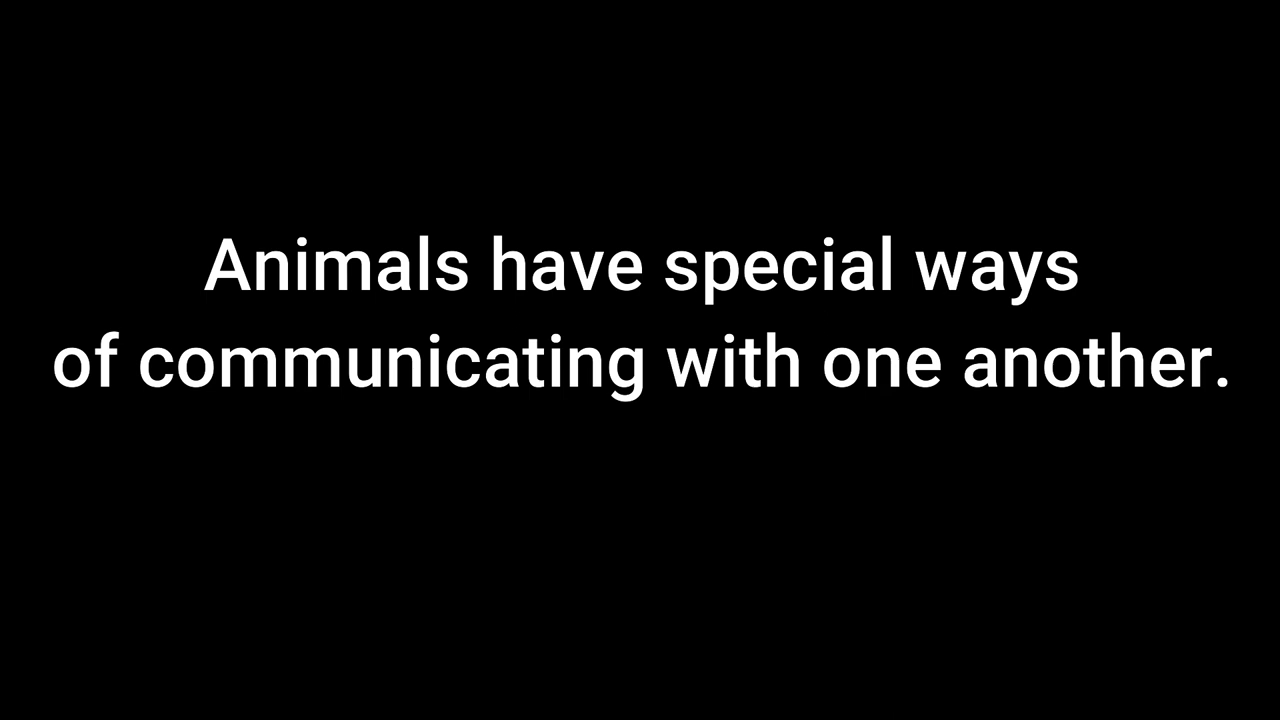 Animals have special ways
of communicating with one another.